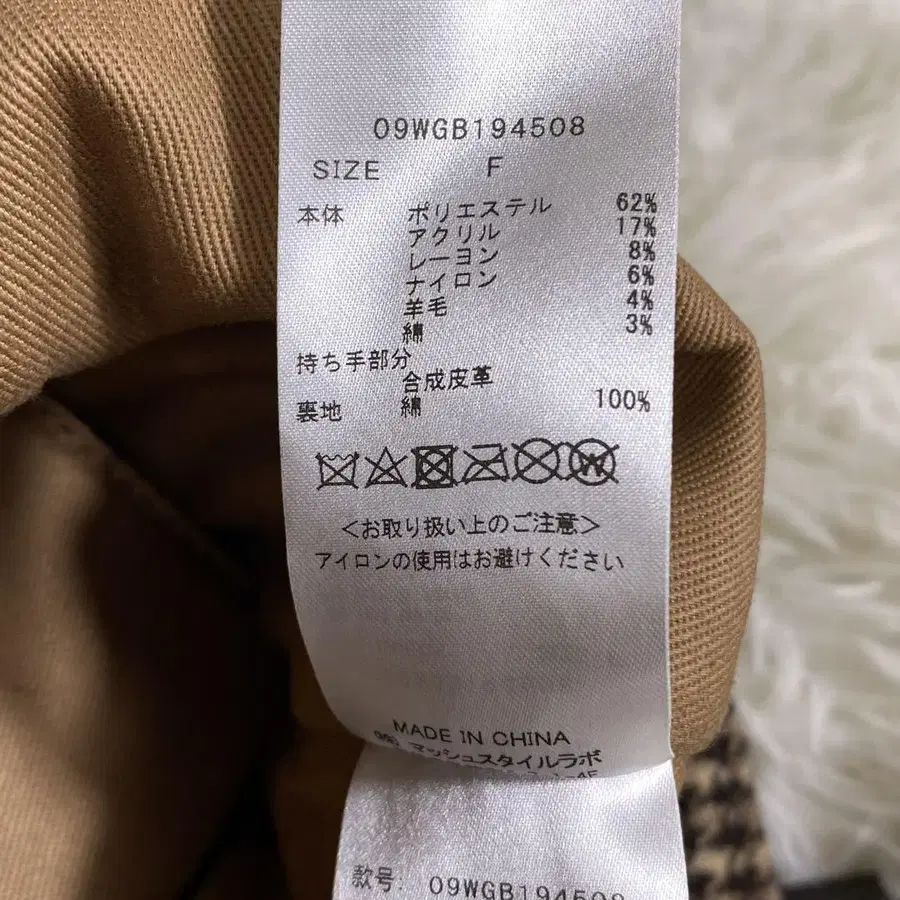 09WGB194508
SIZE F
本体 ポリエステル 62%
アクリル 17%
レーヨン 8%
ナイロン 6%
羊毛 4%
綿 3%
持ち手部分
合成皮革
裏地 綿 100%
<お取り扱い上のご注意>
アイロンの使用はお避けください
MADE IN CHINA
㈱マッシュスタイルラボ
款号: 09WGB194508